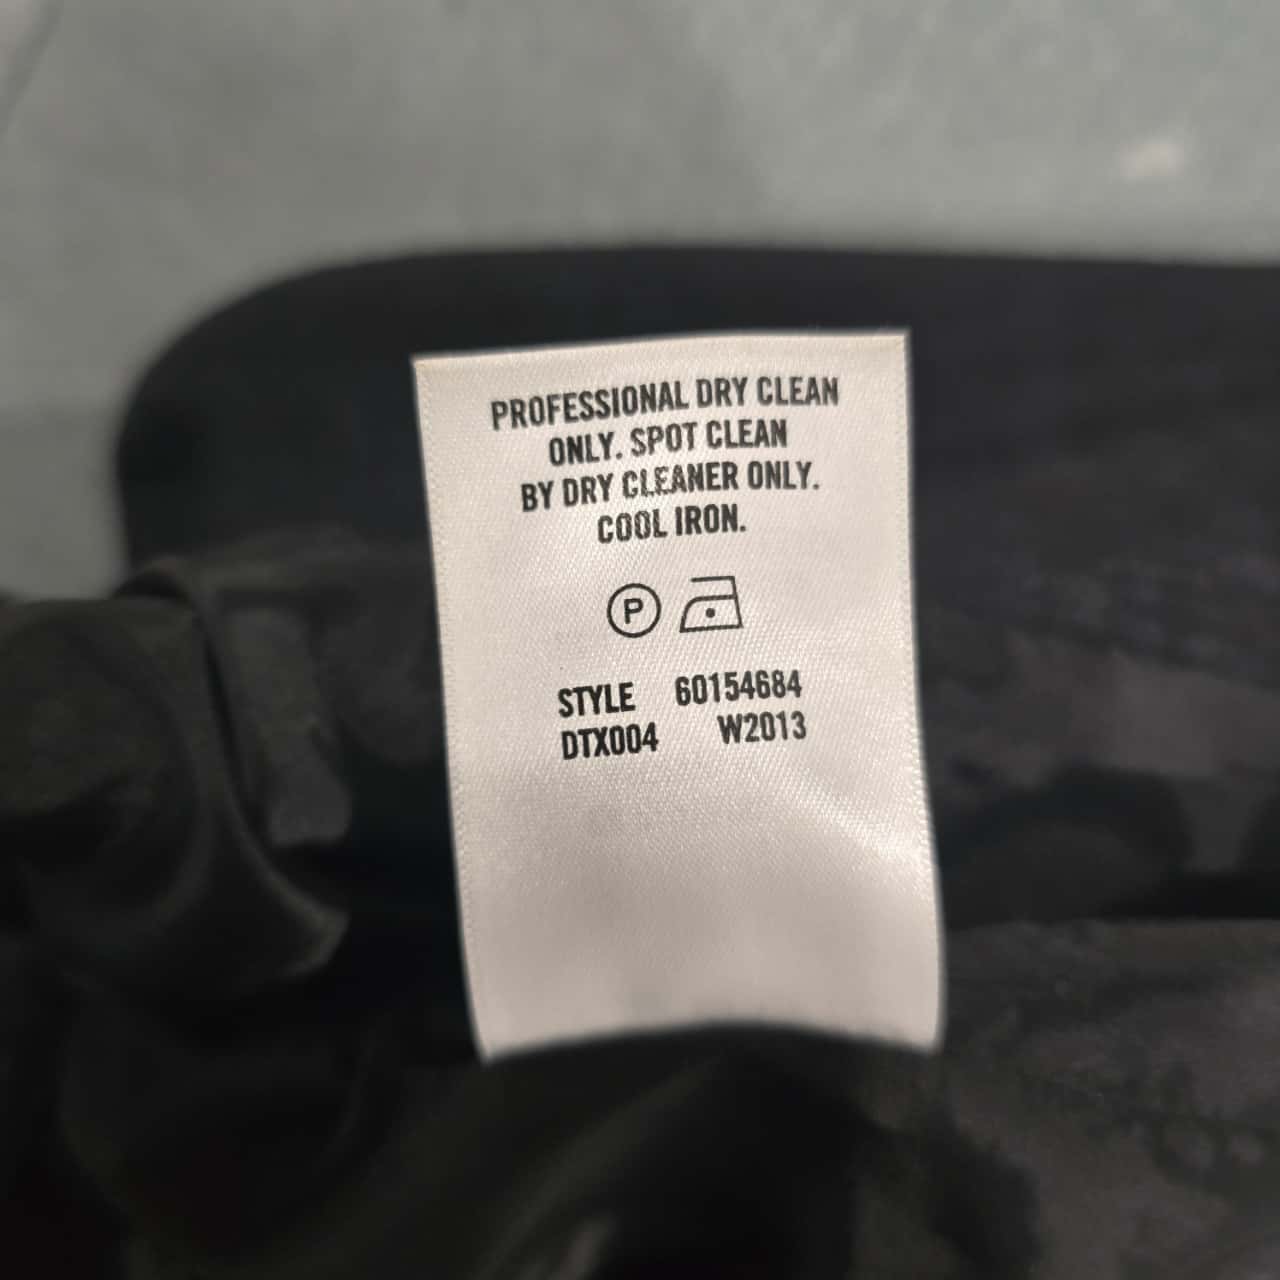 PROFESSIONAL DRY CLEAN
ONLY. SPOT CLEAN
BY DRY CLEANER ONLY.
COOL IRON.
P
STYLE 60154684
DTX004 W2013